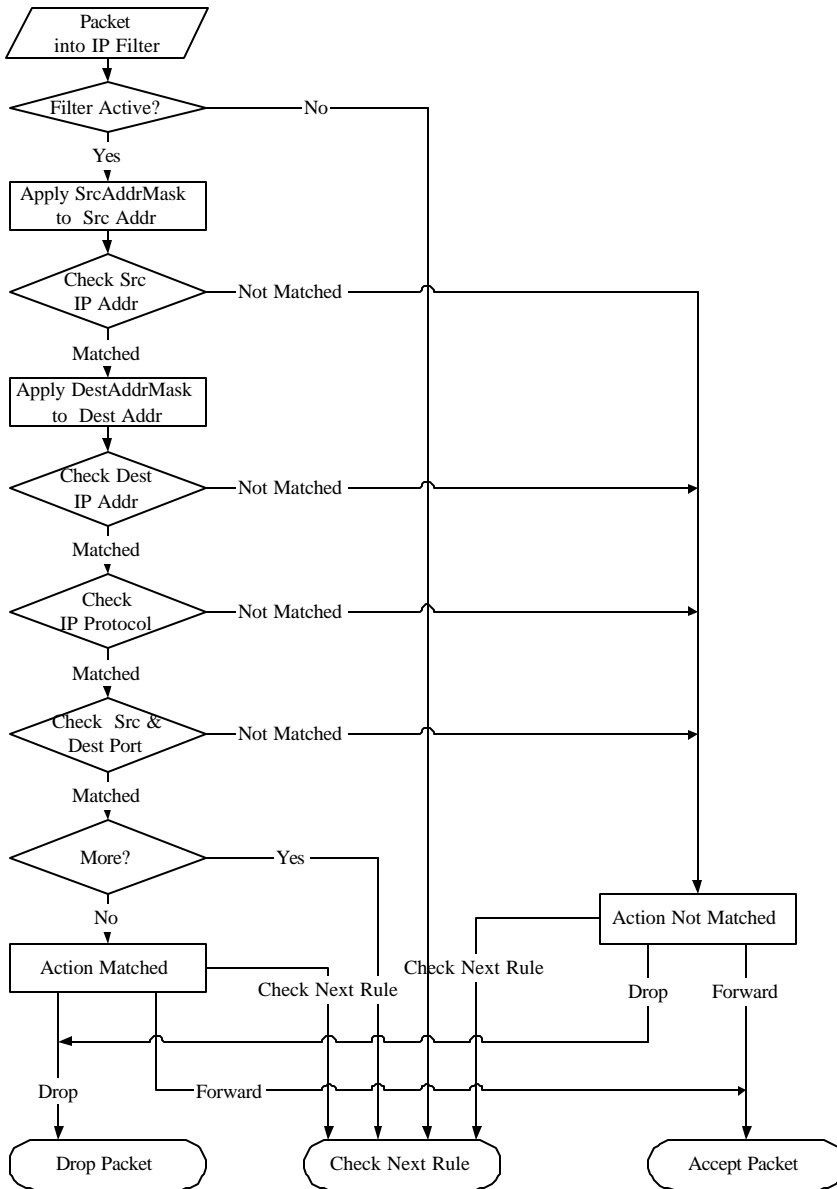 Packet
into IP Filter
Filter Active?
No
Yes
Apply SrcAddrMask
to Src Addr
Check Src
IP Addr
Not Matched
Matched
Apply DestAddrMask
to Dest Addr
Check Dest
IP Addr
Not Matched
Matched
Check
IP Protocol
Not Matched
Matched
Check Src &
Dest Port
Not Matched
Matched
More?
Yes
No
Action Not Matched
Action Matched
Check Next Rule
Check Next Rule
Drop
Forward
Drop
Forward
Drop Packet
Check Next Rule
Accept Packet